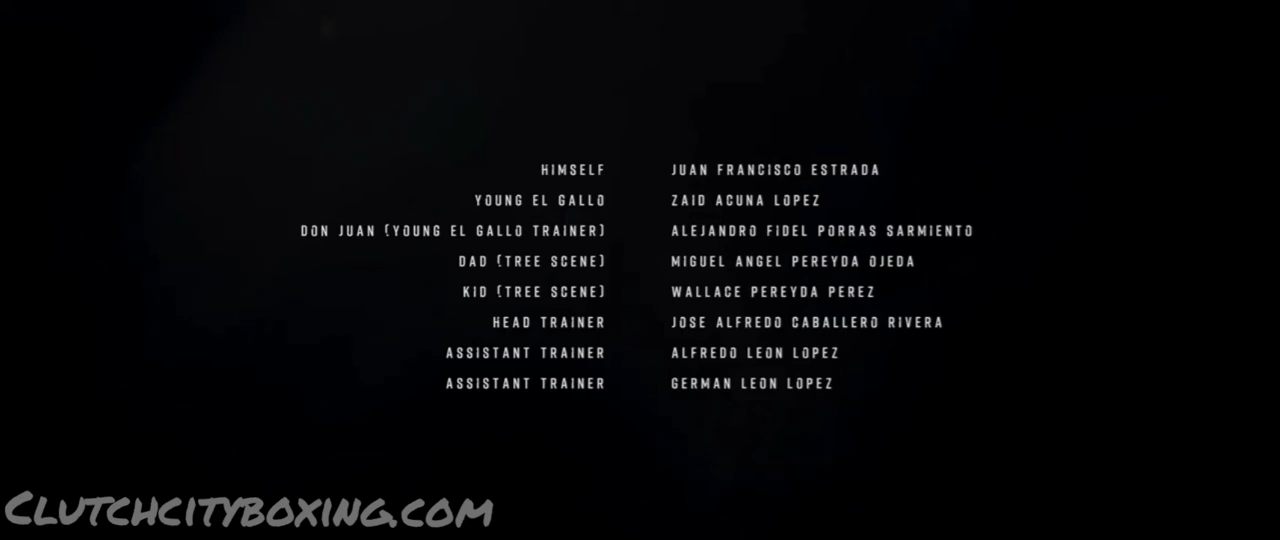 HIMSELF JUAN FRANCISCO ESTRADA
YOUNG EL GALLO ZAID ACUNA LOPEZ
DON JUAN (YOUNG EL GALLO TRAINER) ALEJANDRO FIDEL PORRAS SARMIENTO
DAD (TREE SCENE) MIGUEL ANGEL PEREYDA OJEDA
KID (TREE SCENE) WALLACE PEREYDA PEREZ
HEAD TRAINER JOSE ALFREDO CABALLERO RIVERA
ASSISTANT TRAINER ALFREDO LEON LOPEZ
ASSISTANT TRAINER GERMAN LEON LOPEZ
CLUTCHCITYBOXING.COM